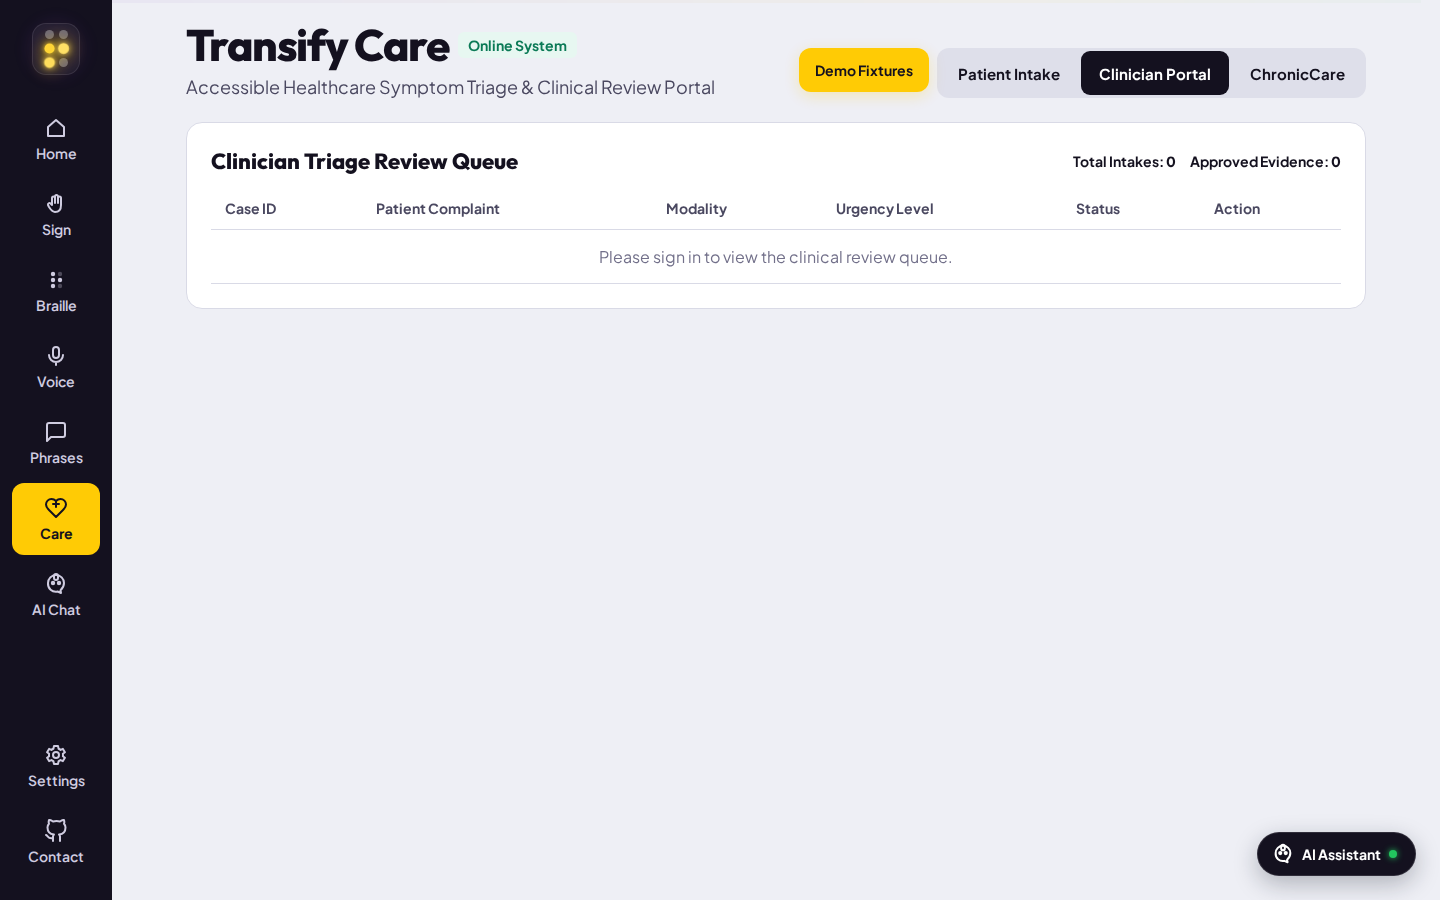 Home
Sign
Braille
Voice
Phrases
Care
AI Chat
Settings
Contact
Transify Care
Online System
Accessible Healthcare Symptom Triage & Clinical Review Portal
Demo Fixtures
Patient Intake
Clinician Portal
ChronicCare
Clinician Triage Review Queue
Total Intakes: 0
Approved Evidence: 0
Case ID
Patient Complaint
Modality
Urgency Level
Status
Action
Please sign in to view the clinical review queue.
AI Assistant